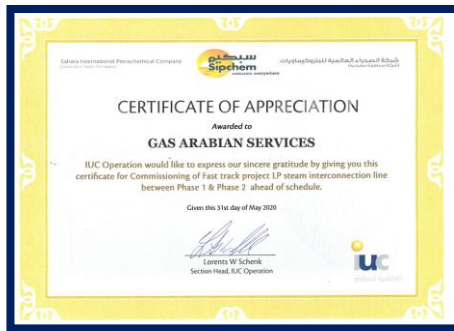 Sahara International Petrochemical Company
سبكيم
Sipchem
شركة الصحراء العالمية للبتروكيماويات
CERTIFICATE OF APPRECIATION
Awarded to
GAS ARABIAN SERVICES
IUC Operation would like to express our sincere gratitude by giving you this
certificate for Commissioning of Fast track project LP steam interconnection line
between Phase 1 & Phase 2 ahead of schedule.
Given this 31st day of May 2020
Lorents W Schenk
Section Head, IUC Operation
iuc